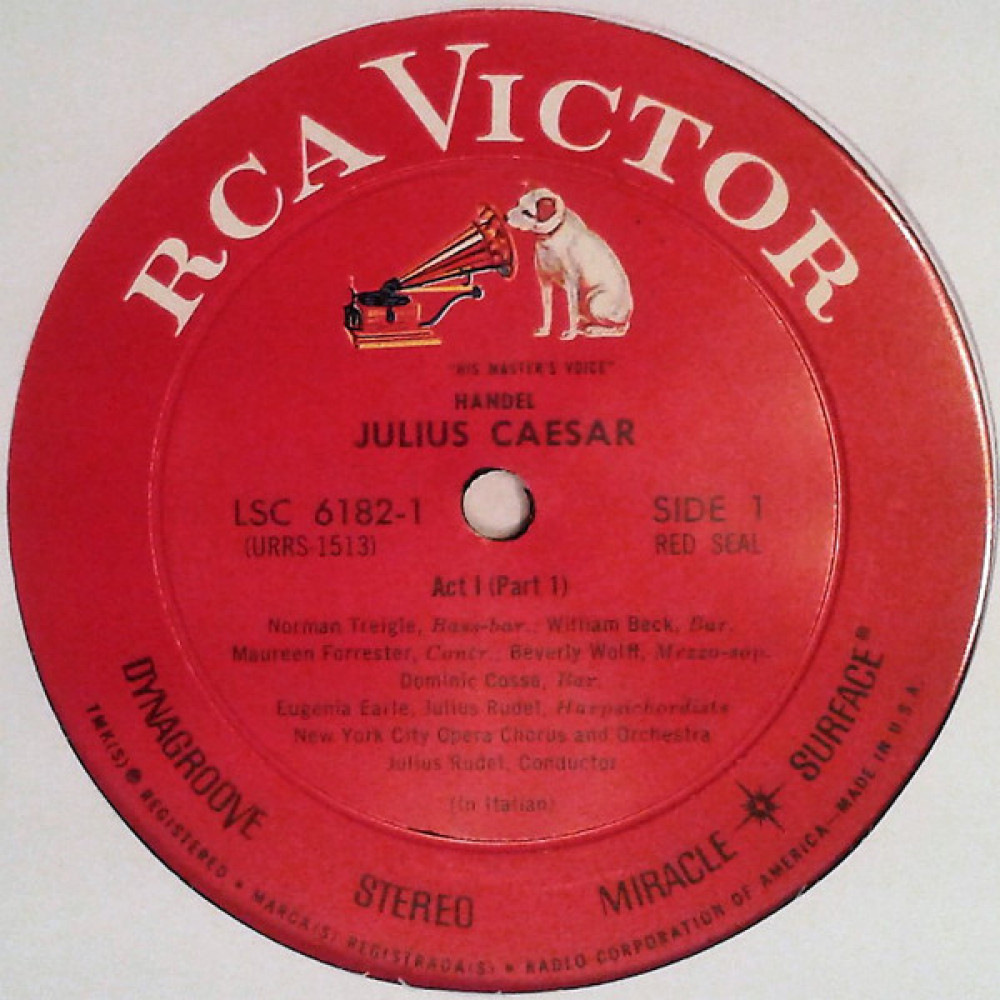 RCA VICTOR
"HIS MASTER'S VOICE"
HANDEL
JULIUS CAESAR
LSC 6182-1
(URRS-1513)
SIDE 1
RED SEAL
Act I (Part 1)
Norman Treigle, Bass-bar., William Beck, Bar.
Maureen Forrester, Contr., Beverly Wolff, Mezzo-sop.
Dominic Cossa, Bar.
Eugenia Earle, Julius Rudel, Harpsichordists
New York City Opera Chorus and Orchestra
Julius Rudel, Conductor
(In Italian)
DYNAGROOVE
STEREO
MIRACLE SURFACE®
TMK(S) ® REGISTERED • MARCA(S) REGISTRADA(S) • RADIO CORPORATION OF AMERICA—MADE IN U.S.A.